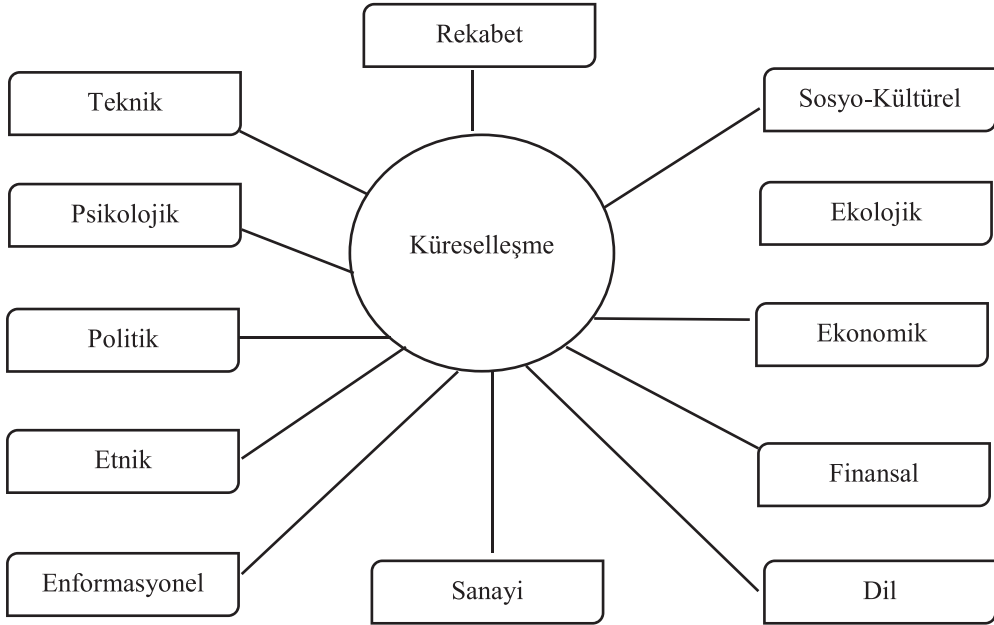 Rekabet
Teknik
Sosyo-Kültürel
Psikolojik
Ekolojik
Küreselleşme
Politik
Ekonomik
Etnik
Finansal
Enformasyonel
Sanayi
Dil